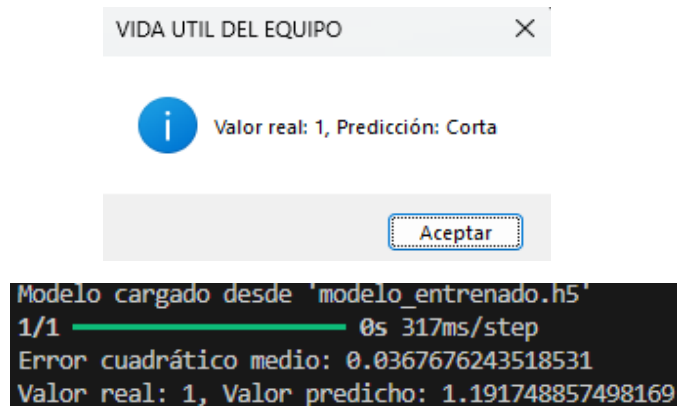 VIDA UTIL DEL EQUIPO
Valor real: 1, Predicción: Corta
Aceptar
Modelo cargado desde 'modelo_entrenado.h5'
1/1 ━━━━━━━━━━━━━━━━━━━━ 0s 317ms/step
Error cuadrático medio: 0.0367676243518531
Valor real: 1, Valor predicho: 1.191748857498169